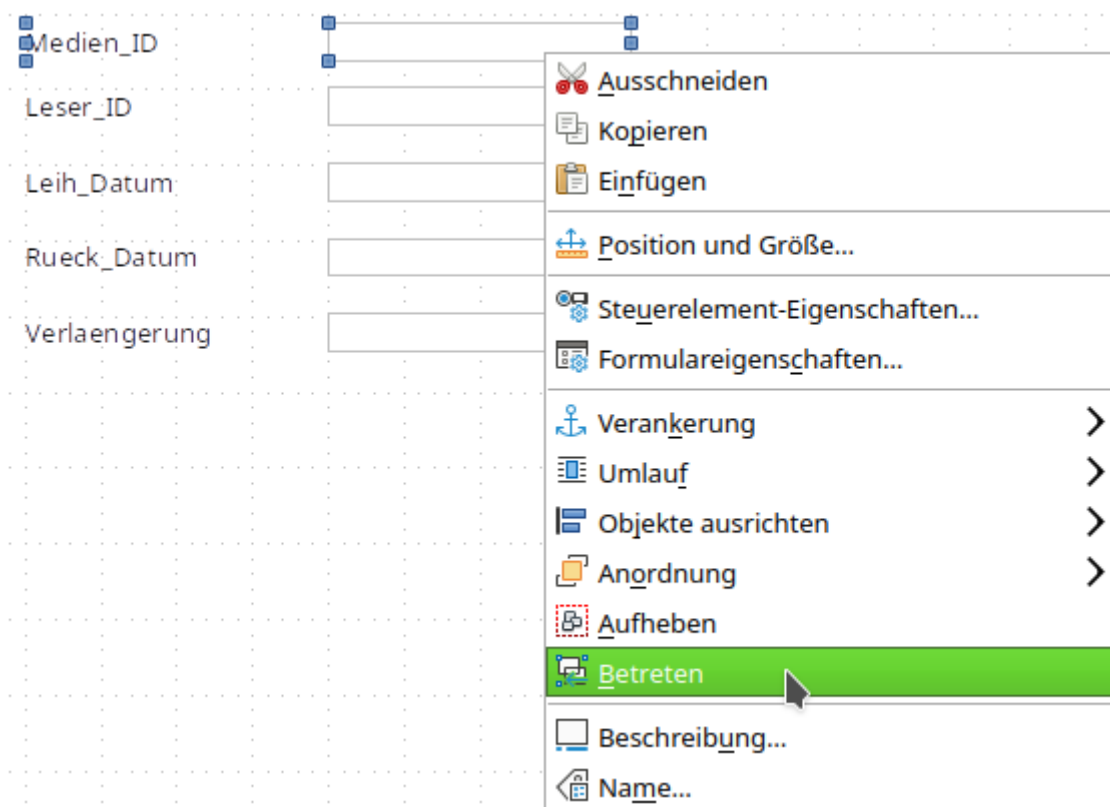 Medien_ID
Leser_ID
Leih_Datum
Rueck_Datum
Verlaengerung
Ausschneiden
Kopieren
Einfügen
Position und Größe...
Steuerelement-Eigenschaften...
Formulareigenschaften...
Verankerung
Umlauf
Objekte ausrichten
Anordnung
Aufheben
Betreten
Beschreibung...
Name...